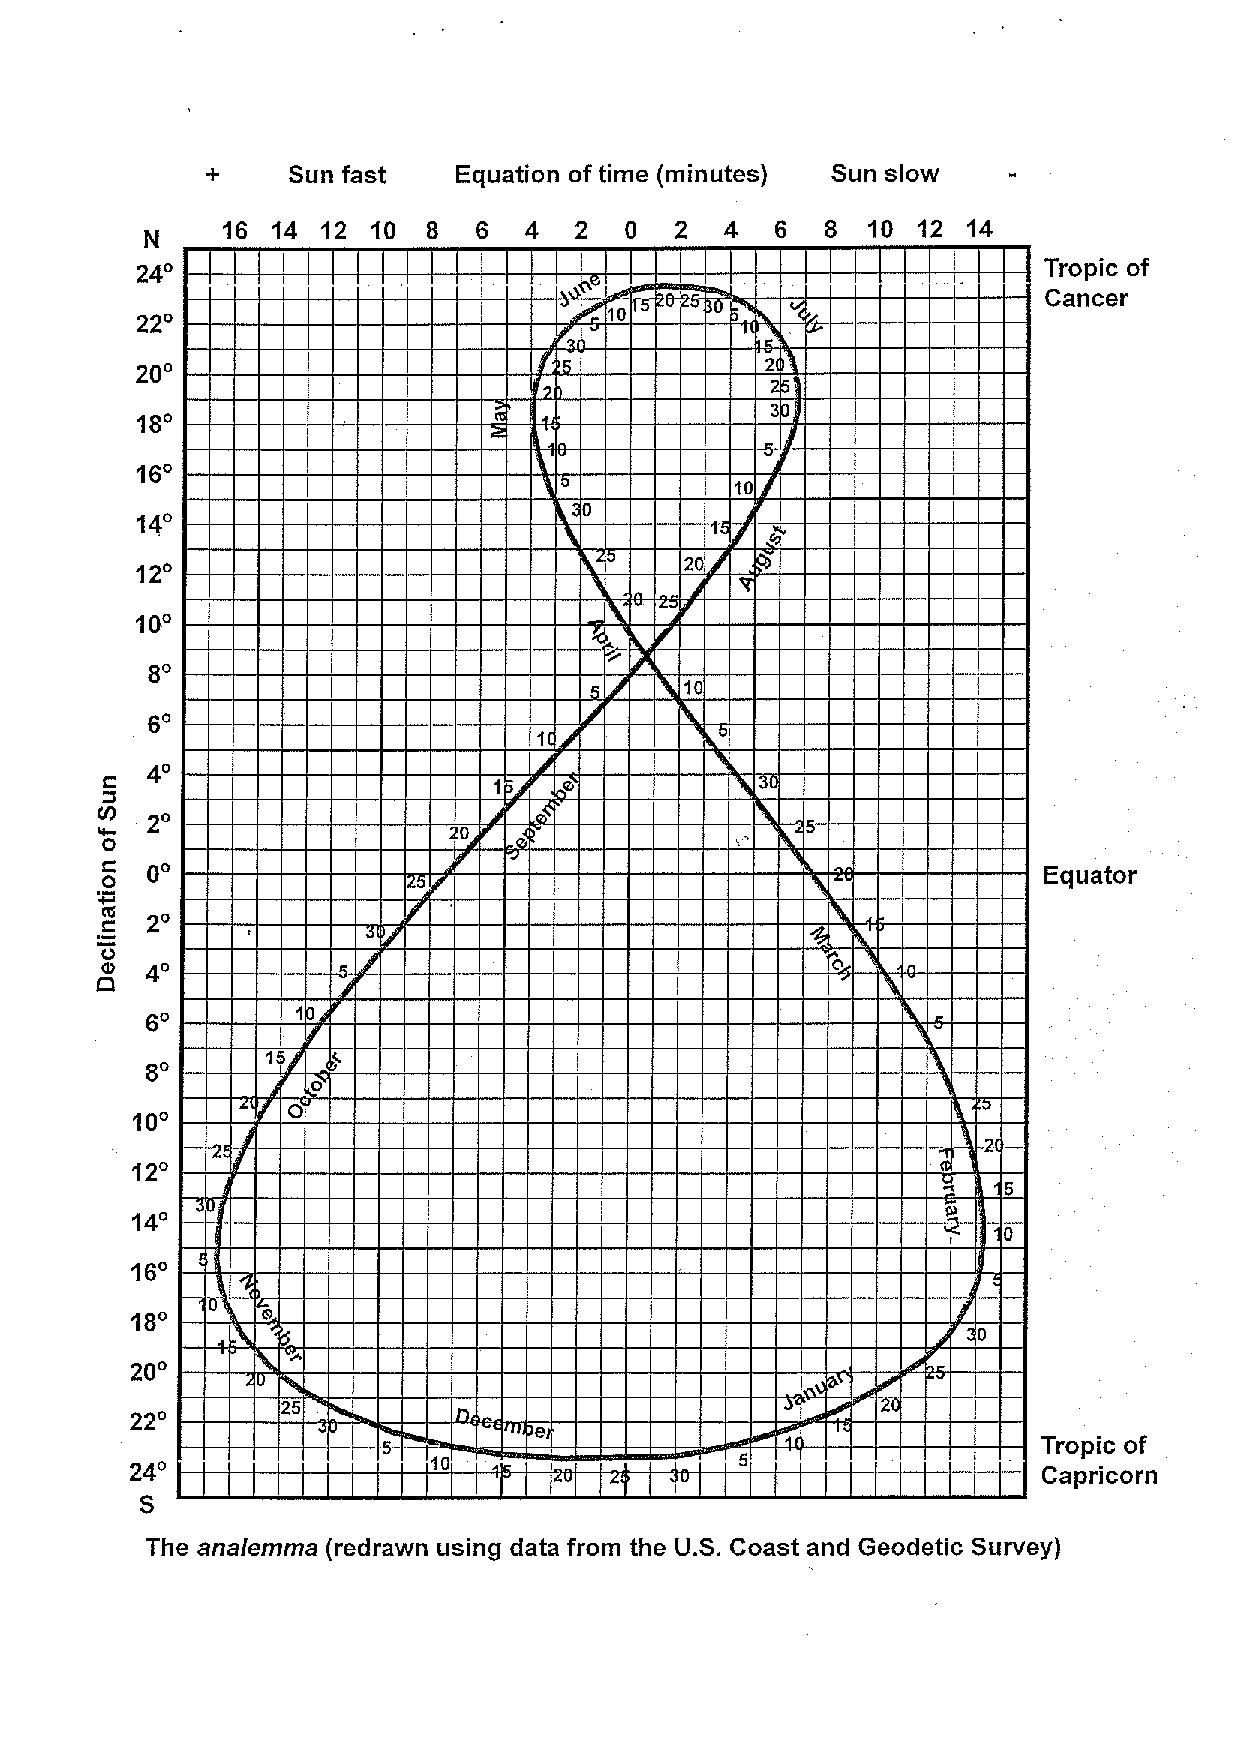 + Sun fast Equation of time (minutes) Sun slow -
N 16 14 12 10 8 6 4 2 0 2 4 6 8 10 12 14
24° Tropic of
Cancer
22°
20°
18°
16°
14°
12°
10°
8°
6°
4°
2°
0° Equator
2°
4°
6°
8°
10°
12°
14°
16°
18°
20°
22°
24° Tropic of
Capricorn
S
Declination of Sun
January
5 10 15 20 25 30
February
5 10 15 20 25
March
5 10 15 20 25 30
April
5 10 20 25 30
May
5 10 15 20 25 30
June
5 10 15 20 25 30
July
5 10 15 20 25 30
August
5 10 15 20 25
September
5 10 15 20 25 30
October
5 10 15 20 25 30
November
5 10 15 20 25 30
December
5 10 15 20 25 30
The analemma (redrawn using data from the U.S. Coast and Geodetic Survey)